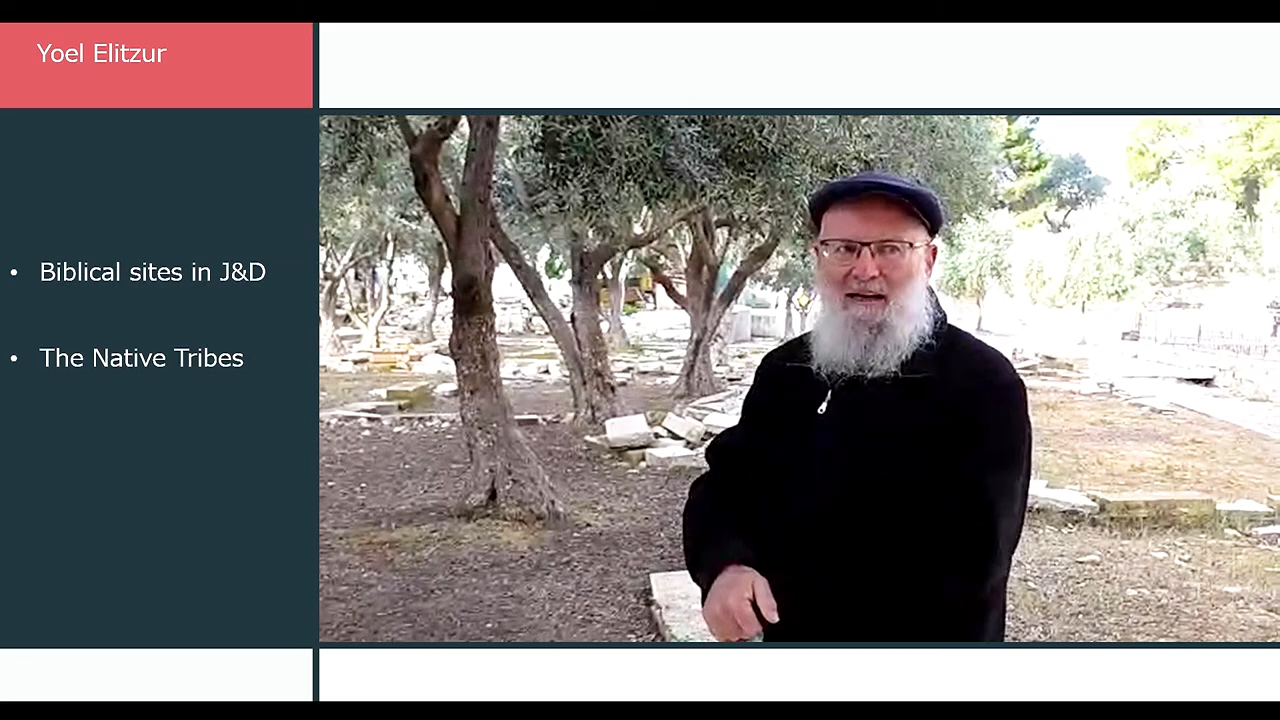 Yoel Elitzur
• Biblical sites in J&D
• The Native Tribes